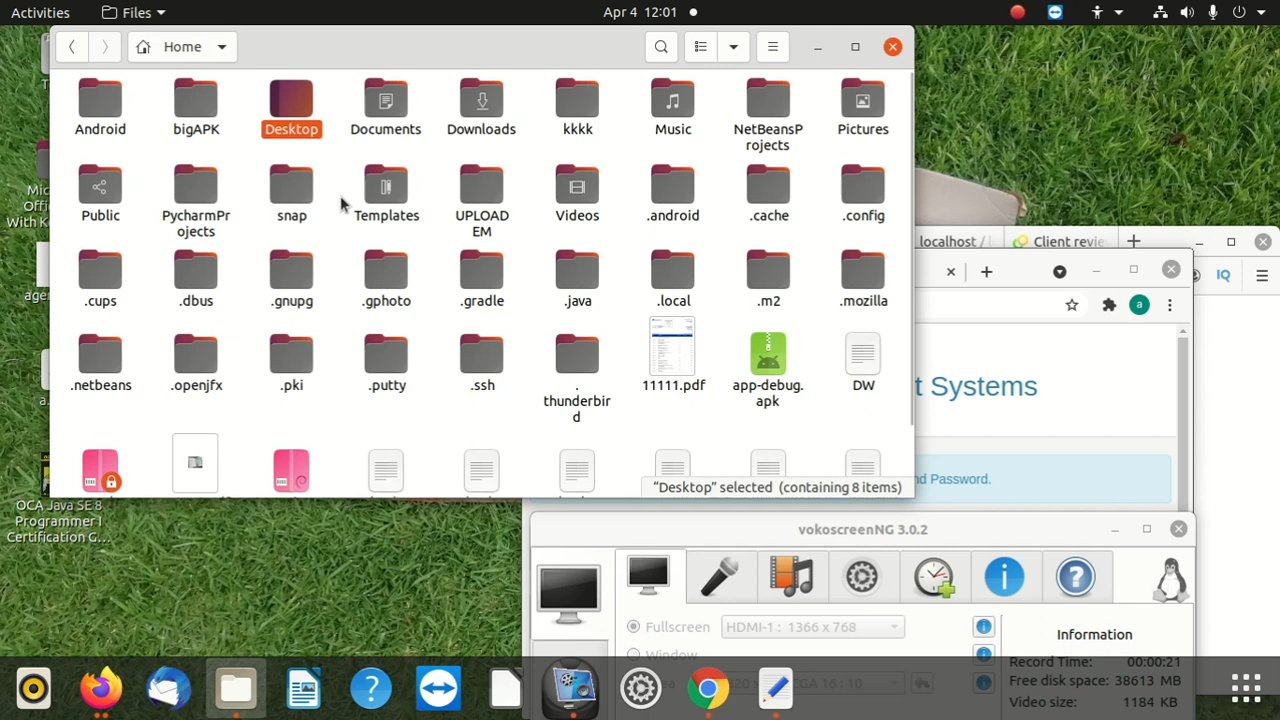 Activities Files Apr 4 12:01
Home
Android bigAPK Desktop Documents Downloads kkkk Music NetBeansP Pictures
rojects
Public PycharmPr snap Templates UPLOAD Videos .android .cache .config
ojects EM
.cups .dbus .gnupg .gphoto .gradle .java .local .m2 .mozilla
.netbeans .openjfx .pki .putty .ssh . 11111.pdf app-debug. DW
thunderbir apk
d
"Desktop" selected (containing 8 items)
With
OCA Java SE 8
Programmer I
Certification G...
localhost / Client revie
IQ
a
t Systems
nd Password.
vokoscreenNG 3.0.2
Fullscreen HDMI-1 : 1366 x 768
Window
Information
Record Time: 00:00:21
Free disk space: 38613 MB
Video size: 1184 KB